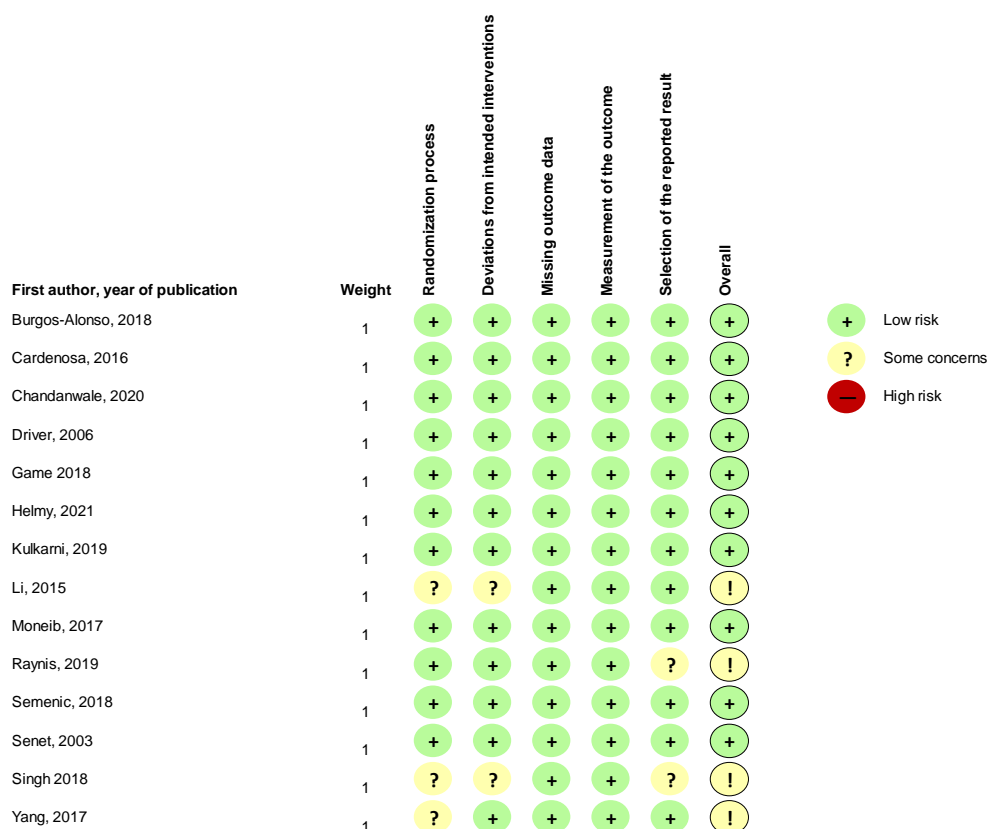 First author, year of publication Weight Randomization process Deviations from intended interventions Missing outcome data Measurement of the outcome Selection of the reported result Overall
Burgos-Alonso, 2018 1 + + + + + + + Low risk
Cardenosa, 2016 1 + + + + + + ? Some concerns
Chandanwale, 2020 1 + + + + + + — High risk
Driver, 2006 1 + + + + + +
Game 2018 1 + + + + + +
Helmy, 2021 1 + + + + + +
Kulkarni, 2019 1 + + + + + +
Li, 2015 1 ? ? + + + !
Moneib, 2017 1 + + + + + +
Raynis, 2019 1 + + + + ? !
Semenic, 2018 1 + + + + + +
Senet, 2003 1 + + + + + +
Singh 2018 1 ? ? + + ? !
Yang, 2017 1 ? + + + + !